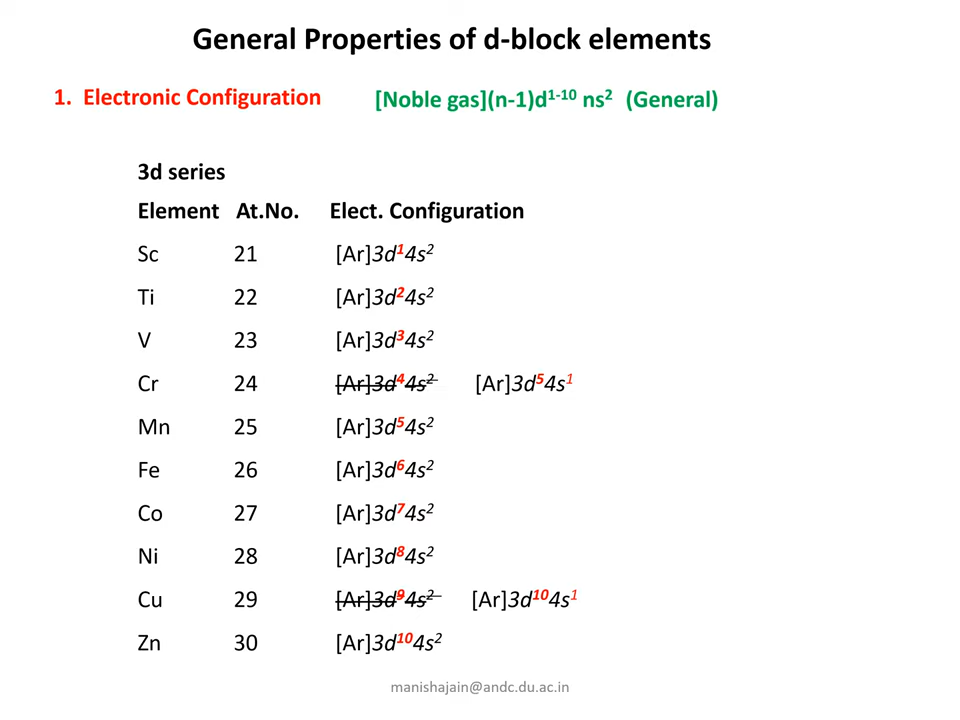 General Properties of d-block elements
1. Electronic Configuration [Noble gas](n-1)d¹⁻¹⁰ ns² (General)
3d series
Element At.No. Elect. Configuration
Sc 21 [Ar]3d¹4s²
Ti 22 [Ar]3d²4s²
V 23 [Ar]3d³4s²
Cr 24 [Ar]3d⁴4s² [Ar]3d⁵4s¹
Mn 25 [Ar]3d⁵4s²
Fe 26 [Ar]3d⁶4s²
Co 27 [Ar]3d⁷4s²
Ni 28 [Ar]3d⁸4s²
Cu 29 [Ar]3d⁹4s² [Ar]3d¹⁰4s¹
Zn 30 [Ar]3d¹⁰4s²
manishajain@andc.du.ac.in